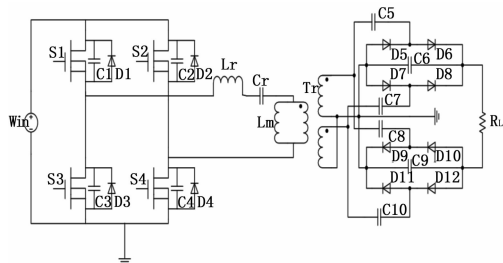 C5
S1
S2
D5
C6
D6
C1
D1
C2
D2
Lr
Cr
Tr
D7
D8
C7
Win
Lm
C8
RL
D9
C9
D10
S3
S4
D11
D12
C3
D3
C4
D4
C10